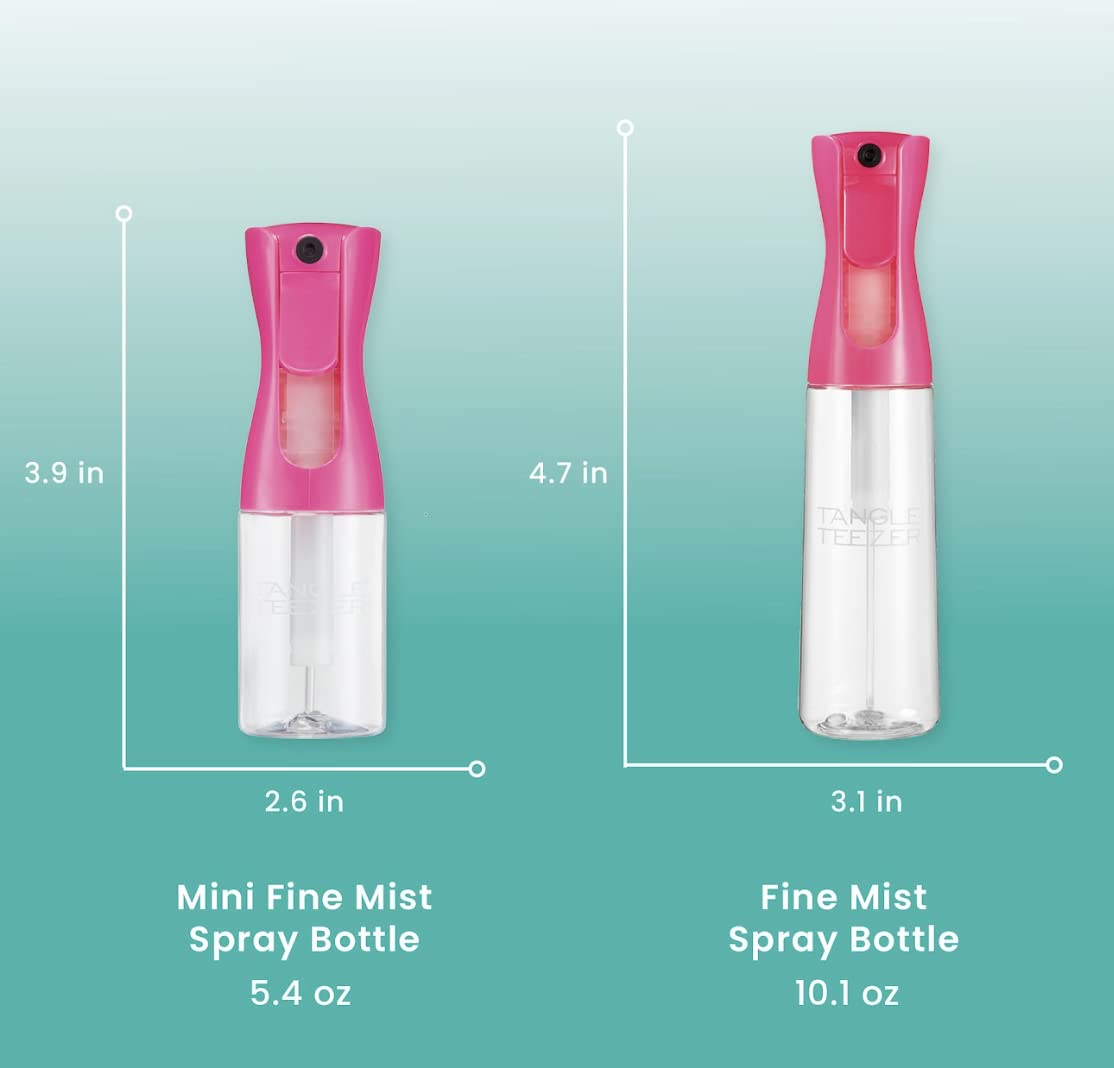 3.9 in
TANGLE
TEEZER
2.6 in
Mini Fine Mist
Spray Bottle
5.4 oz
4.7 in
TANGLE
TEEZER
3.1 in
Fine Mist
Spray Bottle
10.1 oz